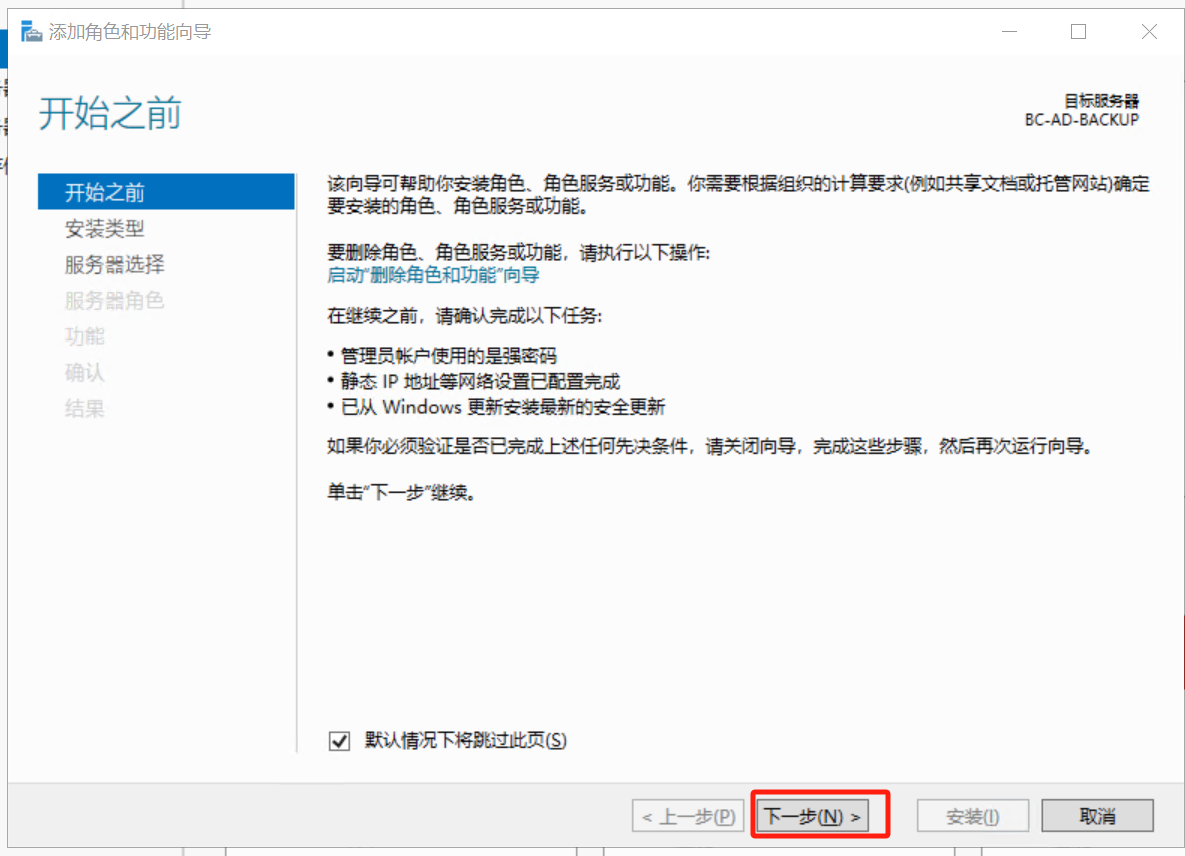 添加角色和功能向导
开始之前
目标服务器
BC-AD-BACKUP
开始之前
安装类型
服务器选择
服务器角色
功能
确认
结果
该向导可帮助你安装角色、角色服务或功能。你需要根据组织的计算要求(例如共享文档或托管网站)确定
要安装的角色、角色服务或功能。
要删除角色、角色服务或功能，请执行以下操作:
启动"删除角色和功能"向导
在继续之前，请确认完成以下任务:
• 管理员帐户使用的是强密码
• 静态 IP 地址等网络设置已配置完成
• 已从 Windows 更新安装最新的安全更新
如果你必须验证是否已完成上述任何先决条件，请关闭向导，完成这些步骤，然后再次运行向导。
单击"下一步"继续。
默认情况下将跳过此页(S)
< 上一步(P)
下一步(N) >
安装(I)
取消